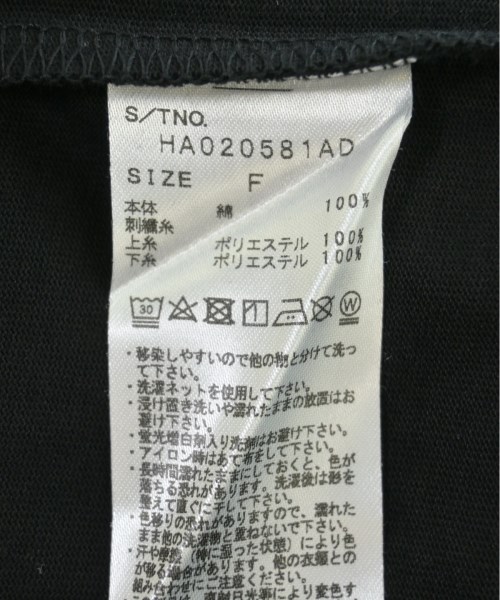 S/TNO.
HA020581AD
SIZE F
本体 綿 100%
刺繍糸
上糸 ポリエステル 100%
下糸 ポリエステル 100%
30
W
・移染しやすいので他の物と分けて洗っ
て下さい。
・洗濯ネットを使用して下さい。
・浸け置き洗いや濡れたままの放置はお
避け下さい。
・蛍光増白剤入り洗剤はお避け下さい。
・アイロン時はあて布をして下さい。
・長時間濡れたままにしておくと、色が
落ちる恐れがあります。洗濯後は形を
整えて直ぐに干して下さい。
・色移りの恐れがありますので、濡れた
まま他の洗濯物と重ねないで下さい。
・汗や摩擦（特に湿った状態）により色
が移る場合があります。他の衣類との
組み合わせにご注意ください。